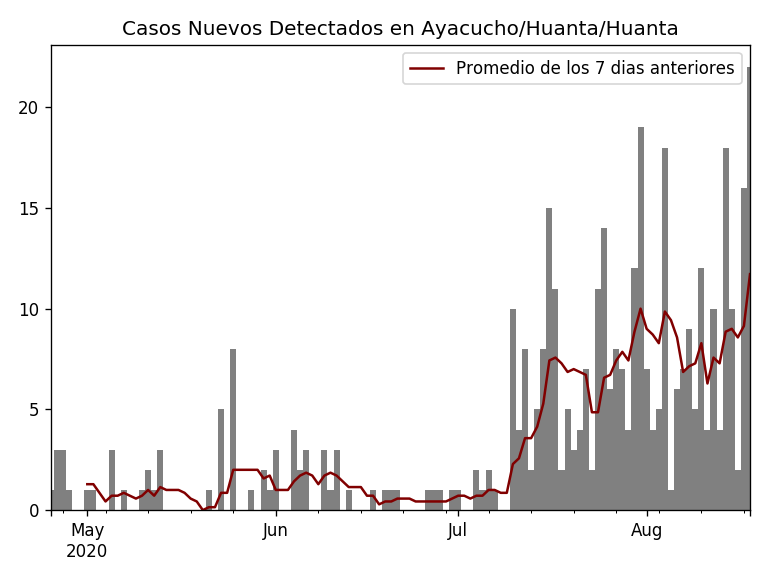 Casos Nuevos Detectados en Ayacucho/Huanta/Huanta
Promedio de los 7 dias anteriores
20
15
10
5
0
May Jun Jul Aug
2020